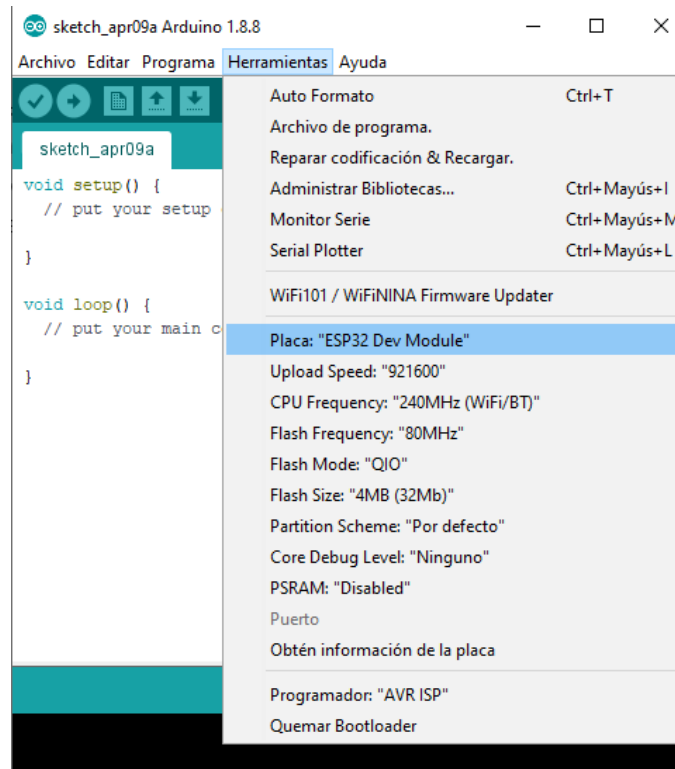 sketch_apr09a Arduino 1.8.8
Archivo Editar Programa Herramientas Ayuda
sketch_apr09a
void setup() {
// put your setup
}
void loop() {
// put your main c
}
Auto Formato Ctrl+T
Archivo de programa.
Reparar codificación & Recargar.
Administrar Bibliotecas... Ctrl+Mayús+I
Monitor Serie Ctrl+Mayús+M
Serial Plotter Ctrl+Mayús+L
WiFi101 / WiFiNINA Firmware Updater
Placa: "ESP32 Dev Module"
Upload Speed: "921600"
CPU Frequency: "240MHz (WiFi/BT)"
Flash Frequency: "80MHz"
Flash Mode: "QIO"
Flash Size: "4MB (32Mb)"
Partition Scheme: "Por defecto"
Core Debug Level: "Ninguno"
PSRAM: "Disabled"
Puerto
Obtén información de la placa
Programador: "AVR ISP"
Quemar Bootloader